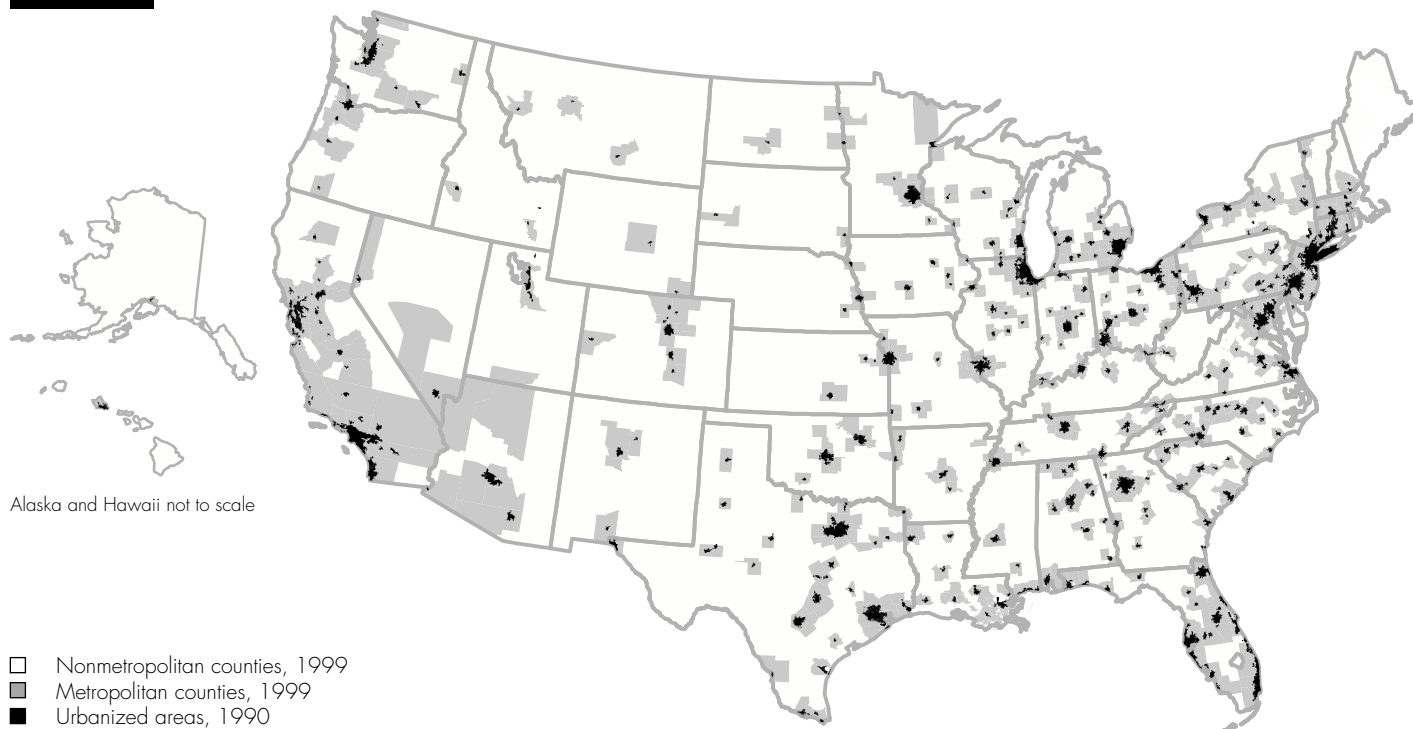 Alaska and Hawaii not to scale
Nonmetropolitan counties, 1999
Metropolitan counties, 1999
Urbanized areas, 1990